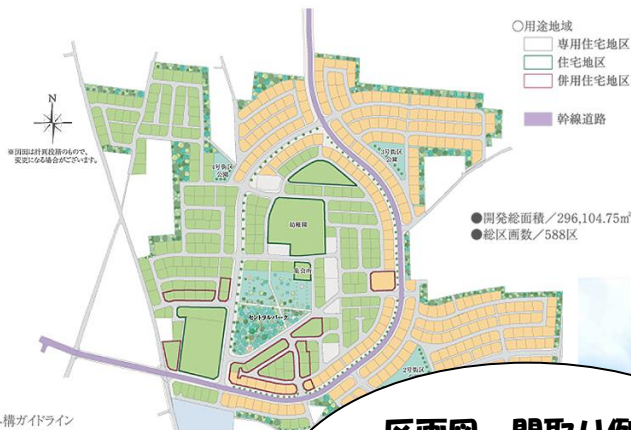 ○用途地域
専用住宅地区
住宅地区
併用住宅地区
幹線道路
N
※図面は計画段階のもので、
変更になる場合がございます。
4号街区
公園
3号街区
公園
幼稚園
●開発総面積／296,104.75㎡
●総区画数／588区
集会所
セントラルパーク
2号街区
構ガイドライン
区画図　間取り例